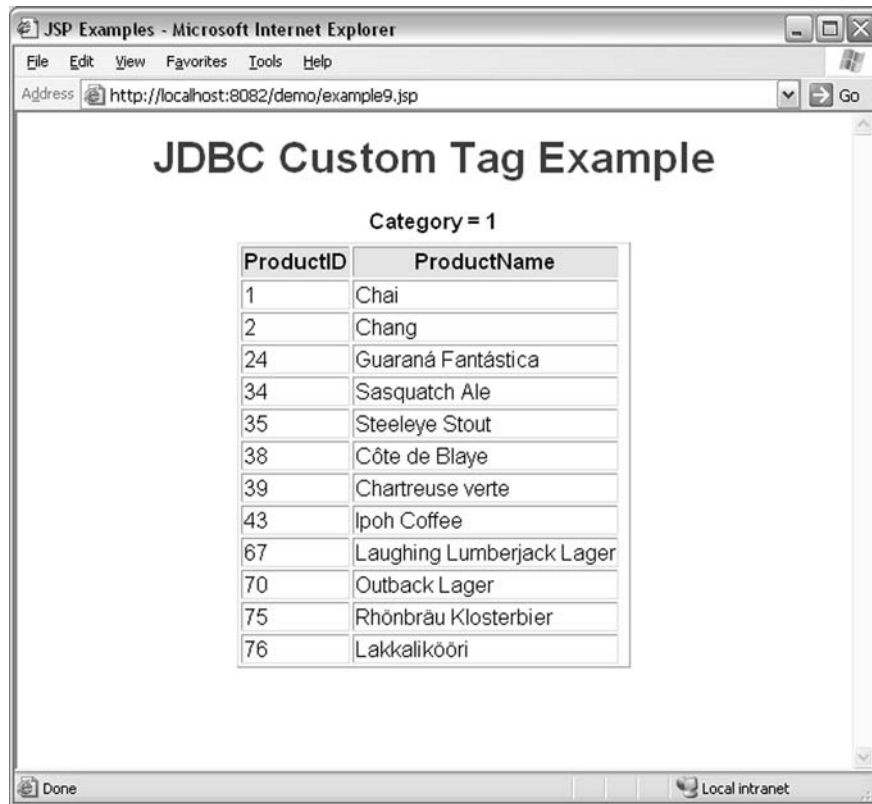 JSP Examples - Microsoft Internet Explorer
File Edit View Favorites Tools Help
Address http://localhost:8082/demo/example9.jsp Go
JDBC Custom Tag Example
Category = 1
ProductID ProductName
1 Chai
2 Chang
24 Guaraná Fantástica
34 Sasquatch Ale
35 Steeleye Stout
38 Côte de Blaye
39 Chartreuse verte
43 Ipoh Coffee
67 Laughing Lumberjack Lager
70 Outback Lager
75 Rhönbräu Klosterbier
76 Lakkalikööri
Done Local intranet